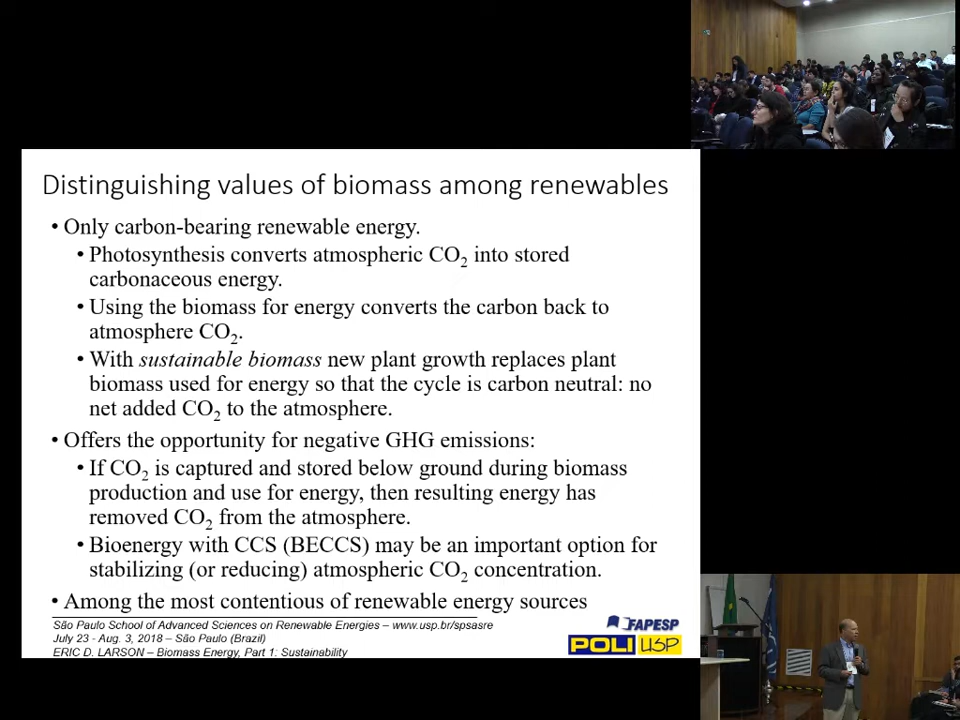 Distinguishing values of biomass among renewables
• Only carbon-bearing renewable energy.
• Photosynthesis converts atmospheric CO2 into stored
carbonaceous energy.
• Using the biomass for energy converts the carbon back to
atmosphere CO2.
• With sustainable biomass new plant growth replaces plant
biomass used for energy so that the cycle is carbon neutral: no
net added CO2 to the atmosphere.
• Offers the opportunity for negative GHG emissions:
• If CO2 is captured and stored below ground during biomass
production and use for energy, then resulting energy has
removed CO2 from the atmosphere.
• Bioenergy with CCS (BECCS) may be an important option for
stabilizing (or reducing) atmospheric CO2 concentration.
• Among the most contentious of renewable energy sources
São Paulo School of Advanced Sciences on Renewable Energies – www.usp.br/spsasre
July 23 - Aug. 3, 2018 – São Paulo (Brazil)
ERIC D. LARSON – Biomass Energy, Part 1: Sustainability
FAPESP
POLI USP